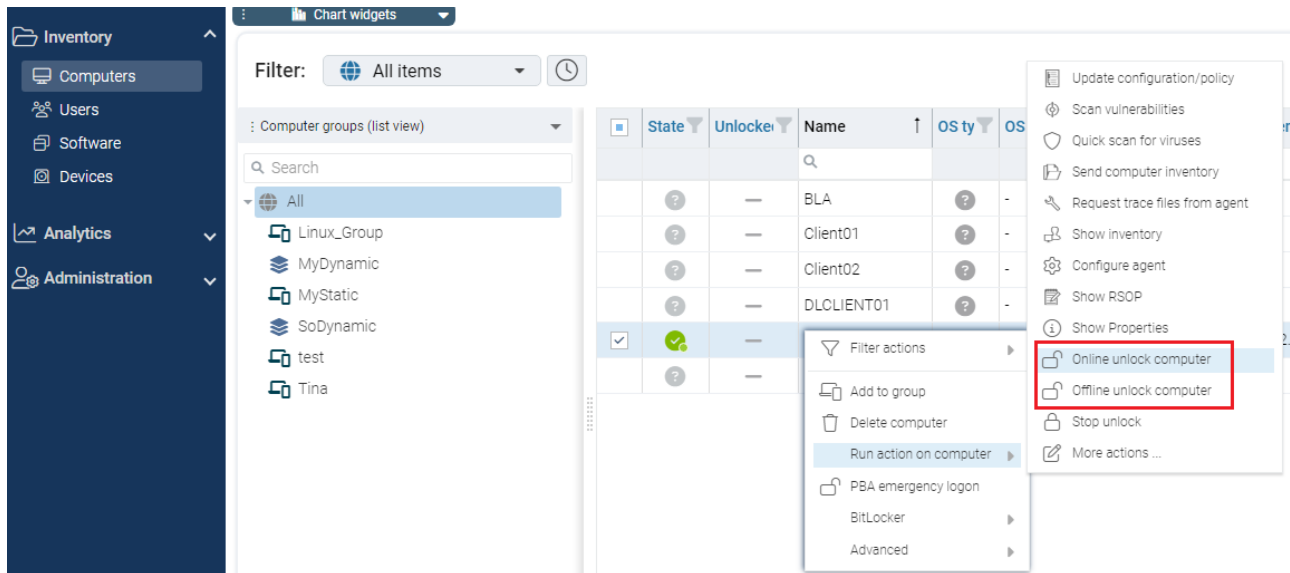 Chart widgets
Inventory
Computers
Users
Software
Devices
Analytics
Administration
Filter: All items
Computer groups (list view)
Search
All
Linux_Group
MyDynamic
MyStatic
SoDynamic
test
Tina
State Unlocke Name OS ty OS
BLA -
Client01 -
Client02 -
DLCLIENT01 -
Filter actions
Add to group
Delete computer
Run action on computer
PBA emergency logon
BitLocker
Advanced
Update configuration/policy
Scan vulnerabilities
Quick scan for viruses
Send computer inventory
Request trace files from agent
Show inventory
Configure agent
Show RSOP
Show Properties
Online unlock computer
Offline unlock computer
Stop unlock
More actions ...